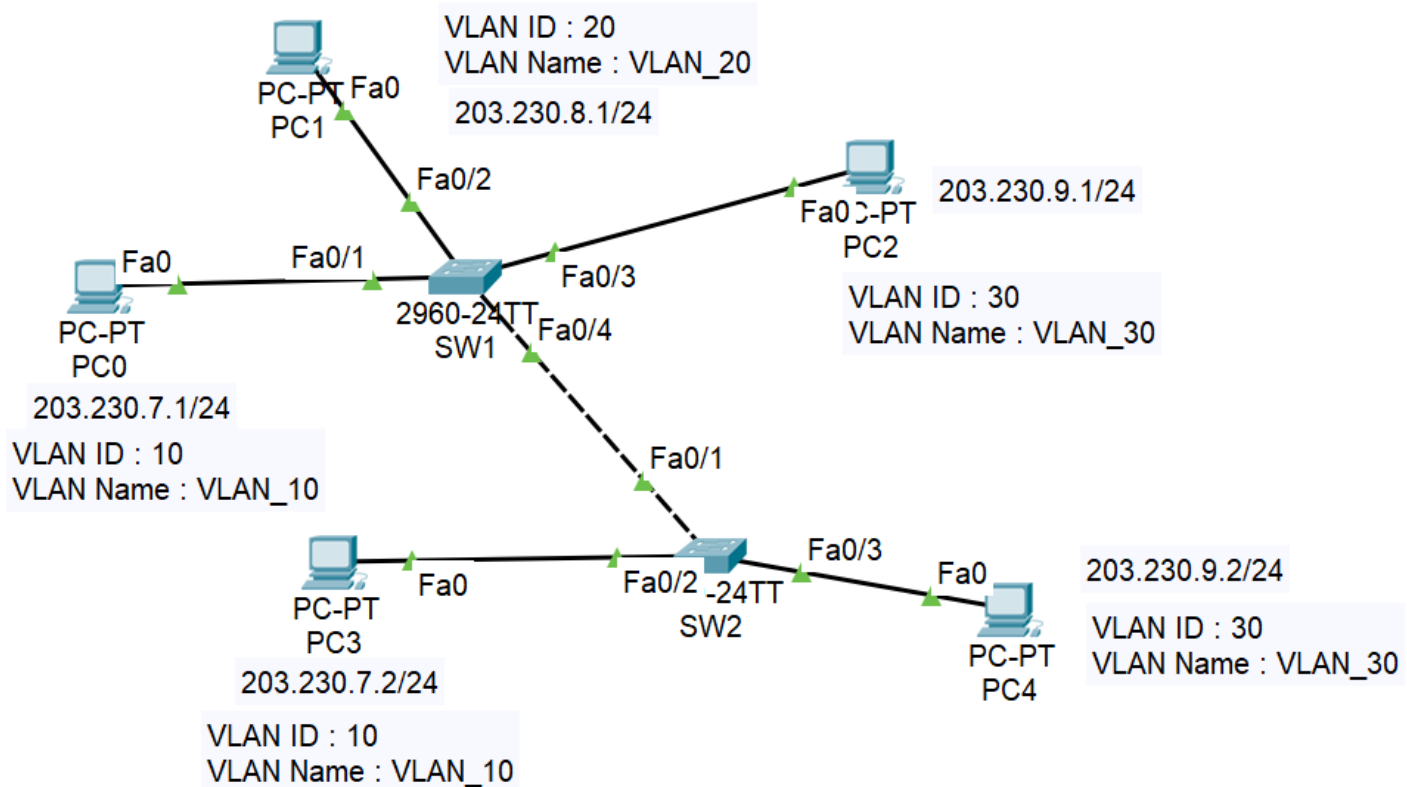 VLAN ID : 20
VLAN Name : VLAN_20
203.230.8.1/24
PC-PT
Fa0
PC1
Fa0/2
Fa0
C-PT
PC2
203.230.9.1/24
VLAN ID : 30
VLAN Name : VLAN_30
Fa0
Fa0/1
Fa0/3
PC-PT
PC0
2960-24TT
SW1
Fa0/4
203.230.7.1/24
VLAN ID : 10
VLAN Name : VLAN_10
Fa0/1
PC-PT
PC3
Fa0
Fa0/2
-24TT
SW2
Fa0/3
Fa0
PC-PT
PC4
203.230.9.2/24
VLAN ID : 30
VLAN Name : VLAN_30
203.230.7.2/24
VLAN ID : 10
VLAN Name : VLAN_10